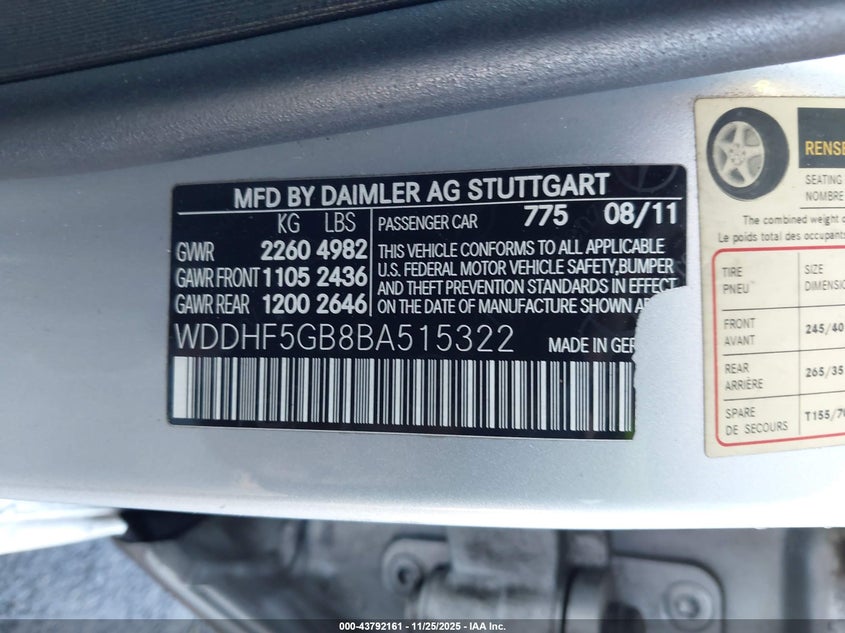 MFD BY DAIMLER AG STUTTGART
KG LBS
GVWR 2260 4982
GAWR FRONT 1105 2436
GAWR REAR 1200 2646
PASSENGER CAR 775 08/11
THIS VEHICLE CONFORMS TO ALL APPLICABLE
U.S. FEDERAL MOTOR VEHICLE SAFETY,BUMPER
AND THEFT PREVENTION STANDARDS IN EFFECT
ON THE DATE OF MANUFACTURE SHOWN
WDDHF5GB8BA515322 MADE IN
SEATING
NOMBRE
The combined weight of
Le poids total des occupants
TIRE SIZE
PNEU
FRONT 245/40
AVANT
REAR 265/35
ARRIÈRE
SPARE T155/70
DE SECOURS
000-43792161 - 11/25/2025 - IAA Inc.